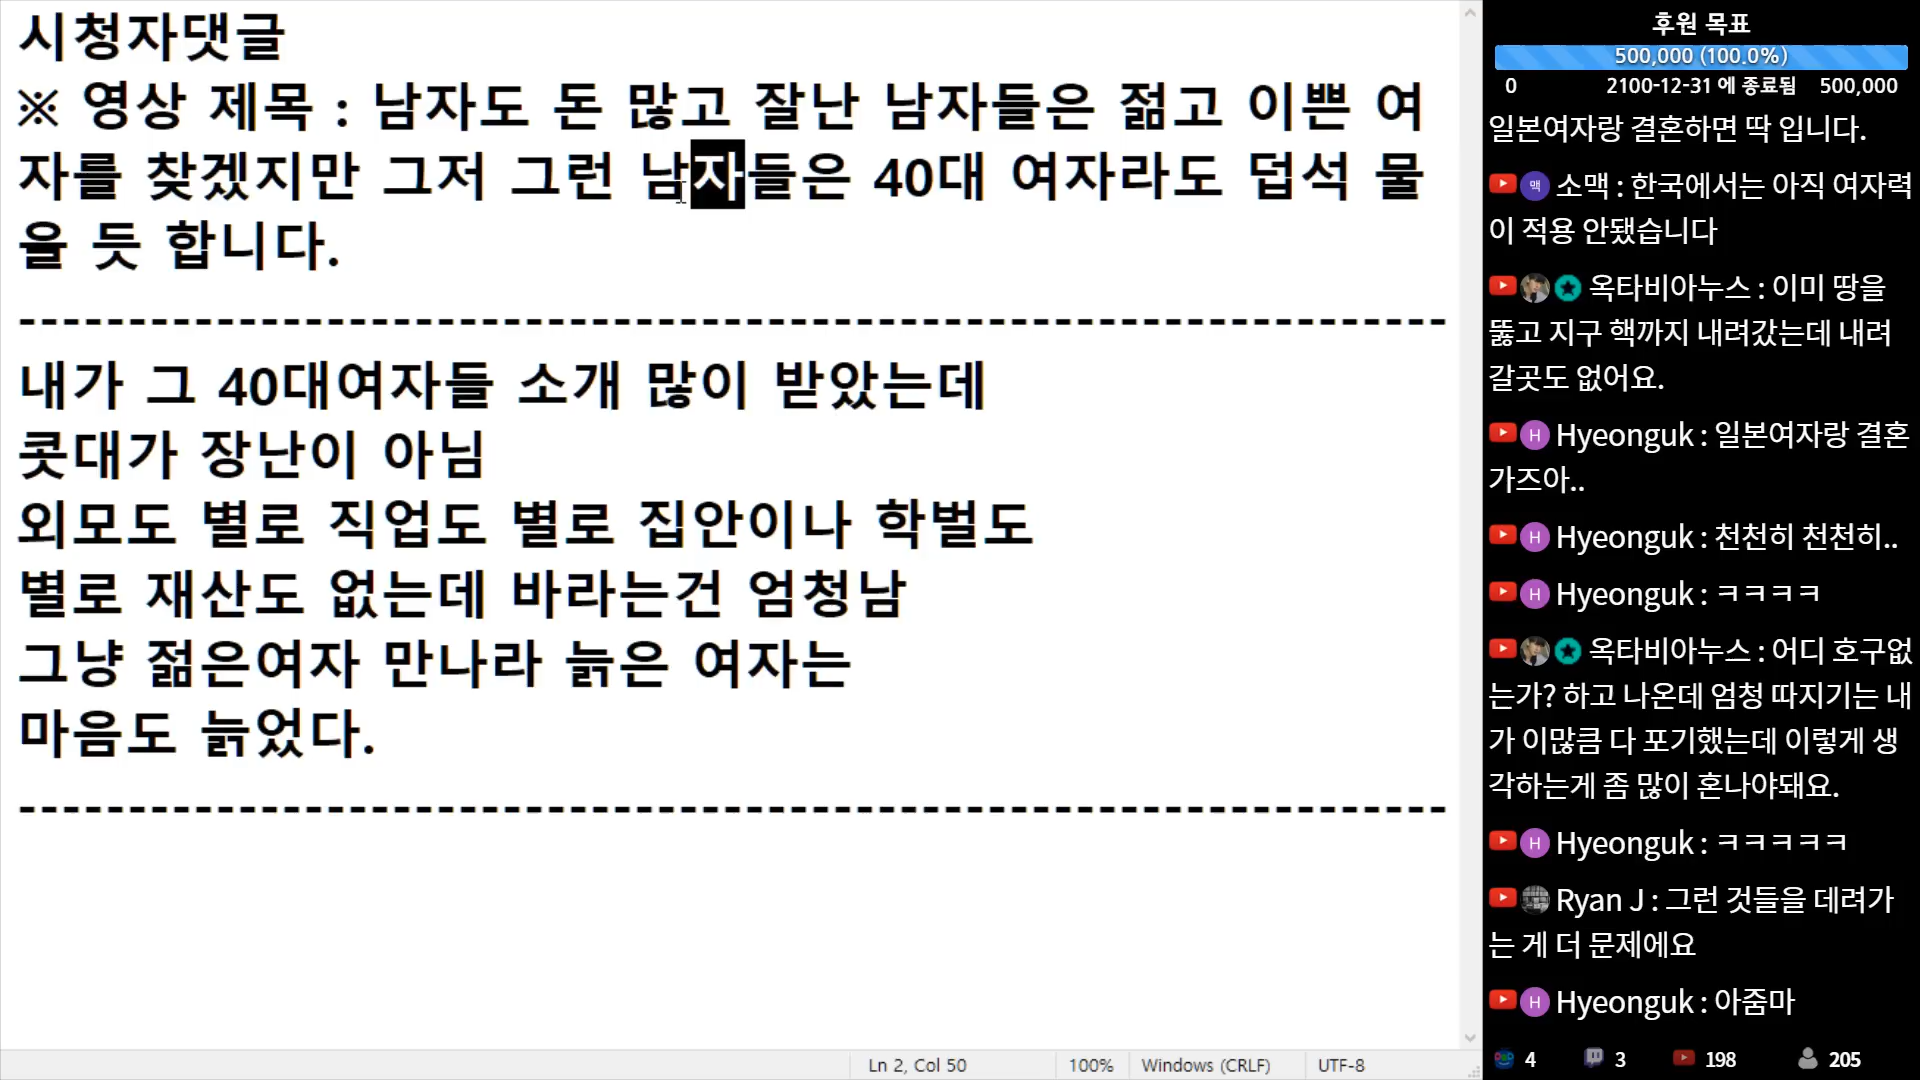 시청자댓글
※ 영상 제목 : 남자도 돈 많고 잘난 남자들은 젊고 이쁜 여
자를 찾겠지만 그저 그런 남자들은 40대 여자라도 덥석 물
을 듯 합니다.
--------------------------------------------------------------
내가 그 40대여자들 소개 많이 받았는데
콧대가 장난이 아님
외모도 별로 직업도 별로 집안이나 학벌도
별로 재산도 없는데 바라는건 엄청남
그냥 젊은여자 만나라 늙은 여자는
마음도 늙었다.
--------------------------------------------------------------
Ln 2, Col 50
100%
Windows (CRLF)
UTF-8
후원 목표
500,000 (100.0%)
0 2100-12-31 에 종료됨 500,000
일본여자랑 결혼하면 딱 입니다.
맥 소맥 : 한국에서는 아직 여자력
이 적용 안됐습니다
옥타비아누스 : 이미 땅을
뚫고 지구 핵까지 내려갔는데 내려
갈곳도 없어요.
H Hyeonguk : 일본여자랑 결혼
가즈아..
H Hyeonguk : 천천히 천천히..
H Hyeonguk : ㅋㅋㅋㅋ
옥타비아누스 : 어디 호구없
는가? 하고 나온데 엄청 따지기는 내
가 이많큼 다 포기했는데 이렇게 생
각하는게 좀 많이 혼나야돼요.
H Hyeonguk : ㅋㅋㅋㅋㅋ
Ryan J : 그런 것들을 데려가
는 게 더 문제에요
H Hyeonguk : 아줌마
4 3 198 205